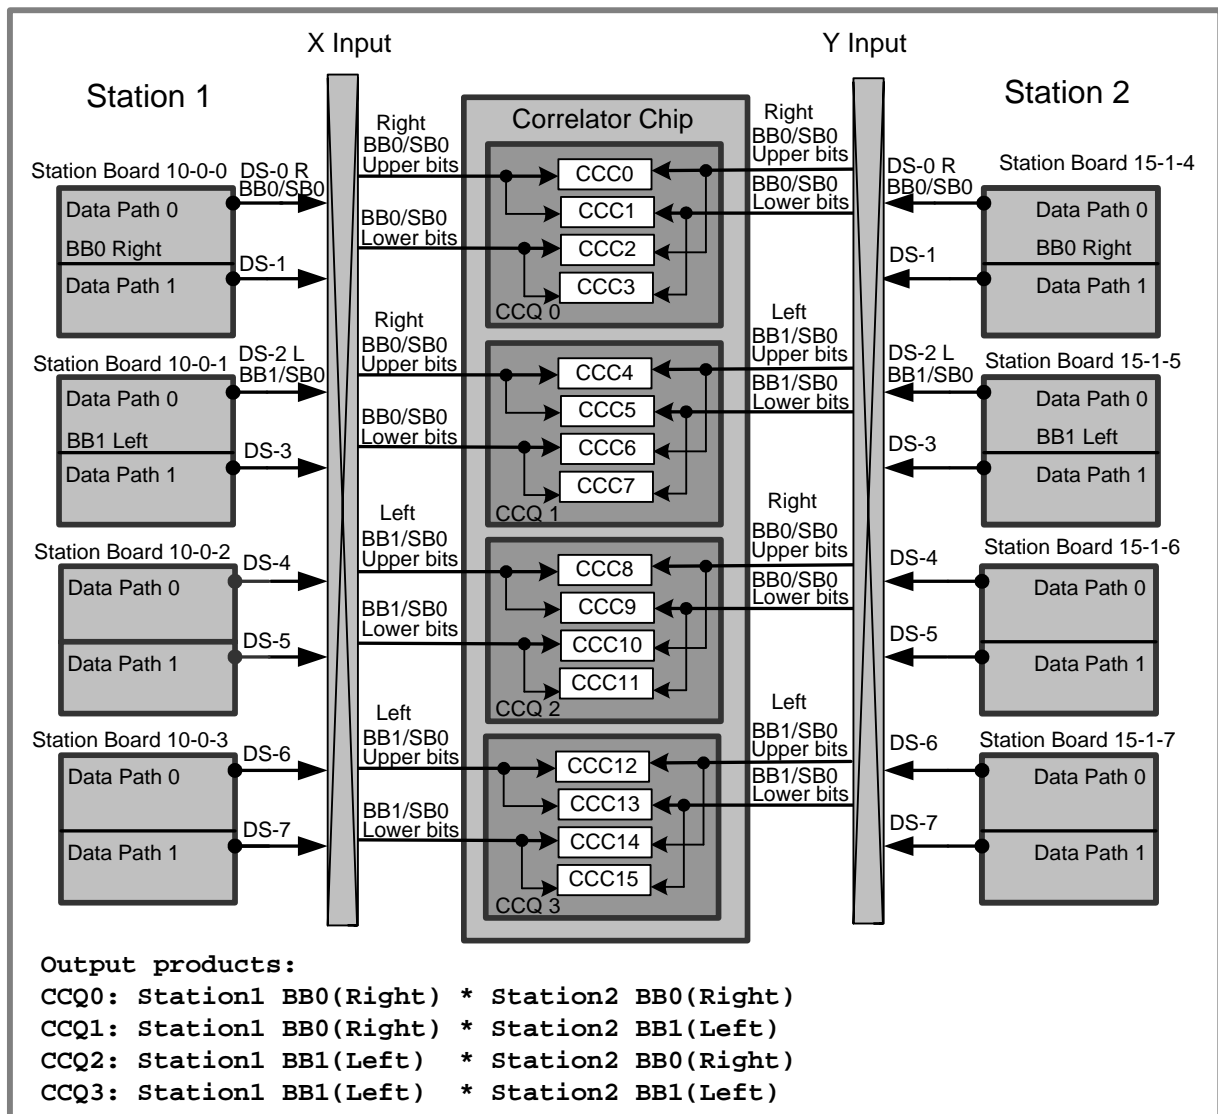 X Input
Y Input
Station 1
Station 2
Correlator Chip
Station Board 10-0-0
DS-0 R
BB0/SB0
Data Path 0
BB0 Right
Data Path 1
DS-1
Station Board 10-0-1
DS-2 L
BB1/SB0
Data Path 0
BB1 Left
Data Path 1
DS-3
Station Board 10-0-2
DS-4
Data Path 0
DS-5
Data Path 1
Station Board 10-0-3
DS-6
Data Path 0
DS-7
Data Path 1
Right
BB0/SB0
Upper bits
BB0/SB0
Lower bits
Right
BB0/SB0
Upper bits
BB0/SB0
Lower bits
Left
BB1/SB0
Upper bits
BB1/SB0
Lower bits
Left
BB1/SB0
Upper bits
BB1/SB0
Lower bits
CCC0
CCC1
CCC2
CCC3
CCQ 0
CCC4
CCC5
CCC6
CCC7
CCQ 1
CCC8
CCC9
CCC10
CCC11
CCQ 2
CCC12
CCC13
CCC14
CCC15
CCQ 3
Right
BB0/SB0
Upper bits
BB0/SB0
Lower bits
Left
BB1/SB0
Upper bits
BB1/SB0
Lower bits
Right
BB0/SB0
Upper bits
BB0/SB0
Lower bits
Left
BB1/SB0
Upper bits
BB1/SB0
Lower bits
Station Board 15-1-4
DS-0 R
BB0/SB0
Data Path 0
BB0 Right
DS-1
Data Path 1
Station Board 15-1-5
DS-2 L
BB1/SB0
Data Path 0
BB1 Left
DS-3
Data Path 1
Station Board 15-1-6
DS-4
Data Path 0
DS-5
Data Path 1
Station Board 15-1-7
DS-6
Data Path 0
DS-7
Data Path 1
Output products:
CCQ0: Station1 BB0(Right) * Station2 BB0(Right)
CCQ1: Station1 BB0(Right) * Station2 BB1(Left)
CCQ2: Station1 BB1(Left) * Station2 BB0(Right)
CCQ3: Station1 BB1(Left) * Station2 BB1(Left)